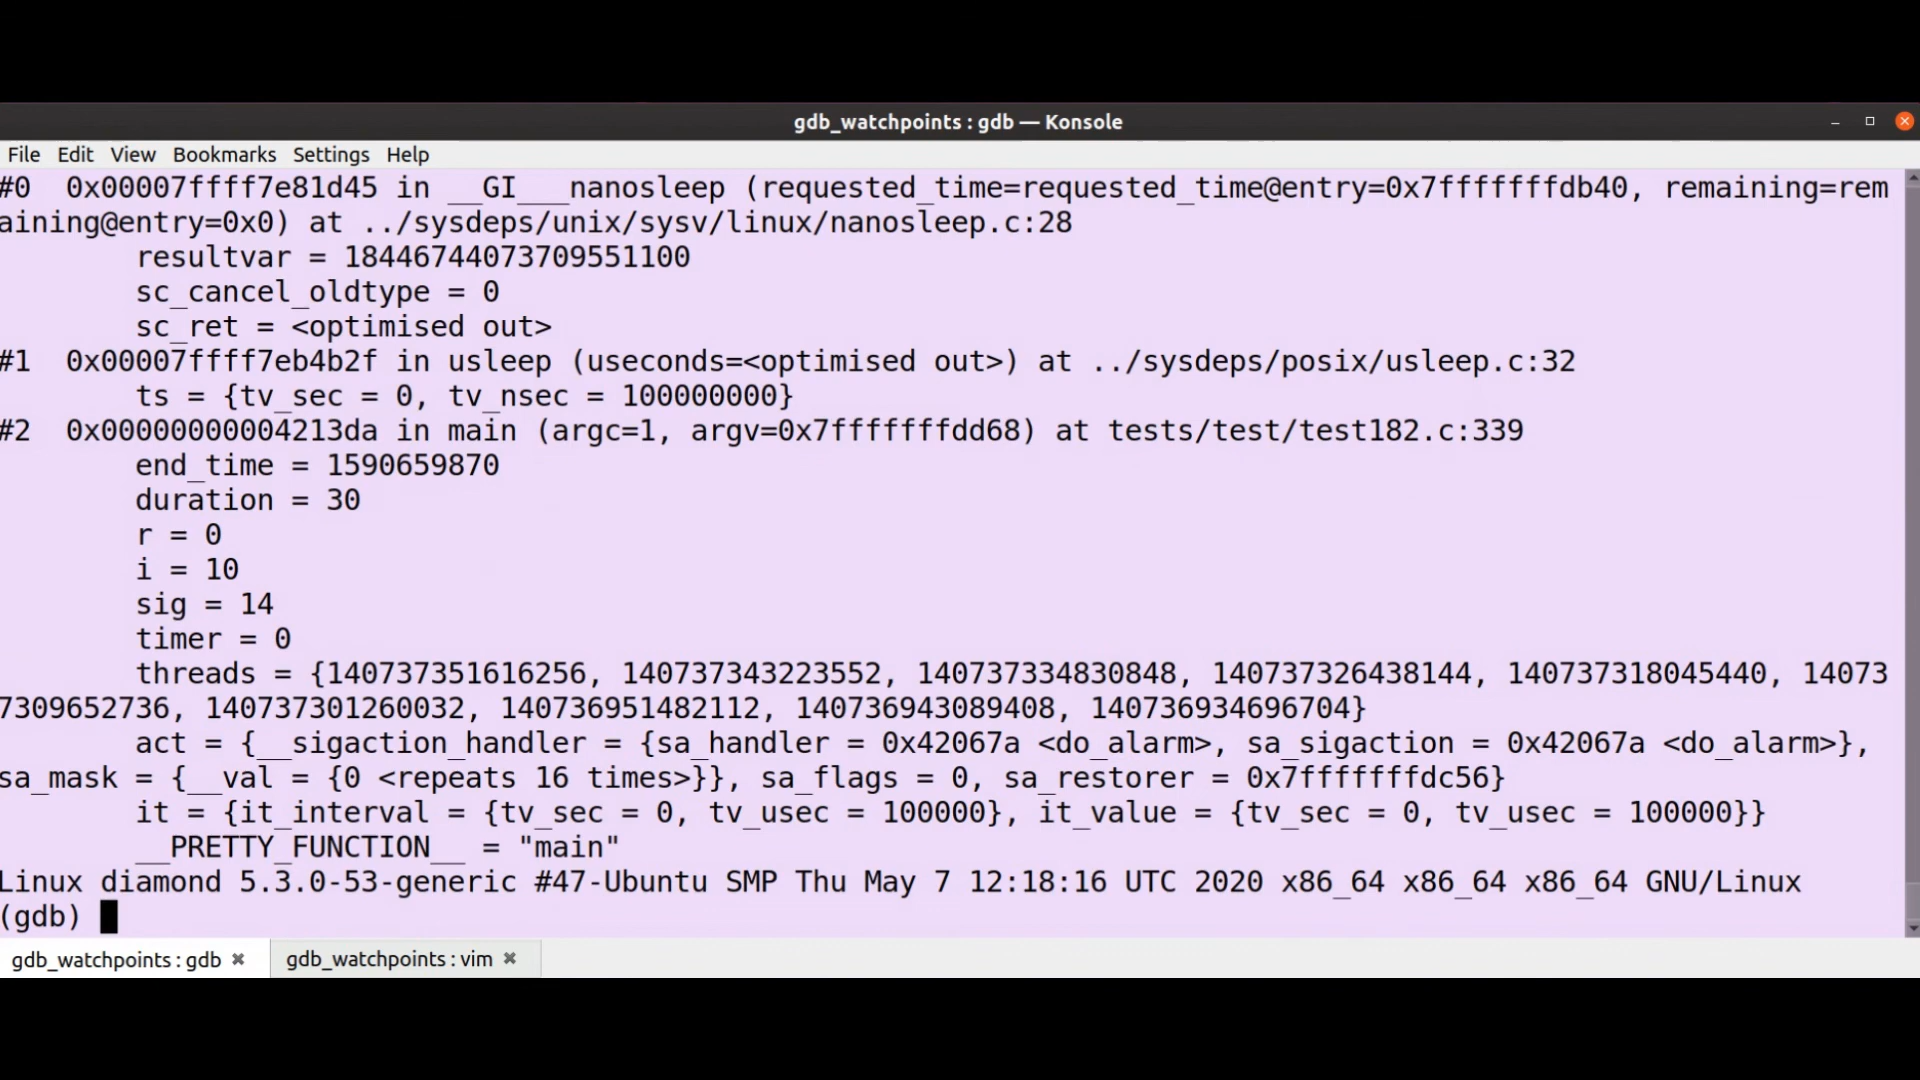 gdb_watchpoints : gdb — Konsole
File Edit View Bookmarks Settings Help
#0  0x00007ffff7e81d45 in __GI___nanosleep (requested_time=requested_time@entry=0x7fffffffdb40, remaining=rem
aining@entry=0x0) at ../sysdeps/unix/sysv/linux/nanosleep.c:28
        resultvar = 18446744073709551100
        sc_cancel_oldtype = 0
        sc_ret = <optimised out>
#1  0x00007ffff7eb4b2f in usleep (useconds=<optimised out>) at ../sysdeps/posix/usleep.c:32
        ts = {tv_sec = 0, tv_nsec = 100000000}
#2  0x00000000004213da in main (argc=1, argv=0x7fffffffdd68) at tests/test/test182.c:339
        end_time = 1590659870
        duration = 30
        r = 0
        i = 10
        sig = 14
        timer = 0
        threads = {140737351616256, 140737343223552, 140737334830848, 140737326438144, 140737318045440, 14073
7309652736, 140737301260032, 140736951482112, 140736943089408, 140736934696704}
        act = {__sigaction_handler = {sa_handler = 0x42067a <do_alarm>, sa_sigaction = 0x42067a <do_alarm>},
sa_mask = {__val = {0 <repeats 16 times>}}, sa_flags = 0, sa_restorer = 0x7fffffffdc56}
        it = {it_interval = {tv_sec = 0, tv_usec = 100000}, it_value = {tv_sec = 0, tv_usec = 100000}}
        __PRETTY_FUNCTION__ = "main"
Linux diamond 5.3.0-53-generic #47-Ubuntu SMP Thu May 7 12:18:16 UTC 2020 x86_64 x86_64 x86_64 GNU/Linux
(gdb)
gdb_watchpoints : gdb ✖ gdb_watchpoints : vim ✖